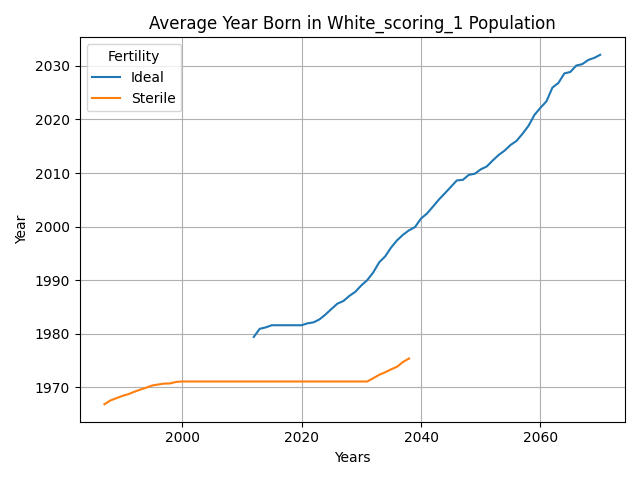 Average Year Born in White_scoring_1 Population
Fertility
Ideal
Sterile
Year
2030
2020
2010
2000
1990
1980
1970
2000 2020 2040 2060
Years